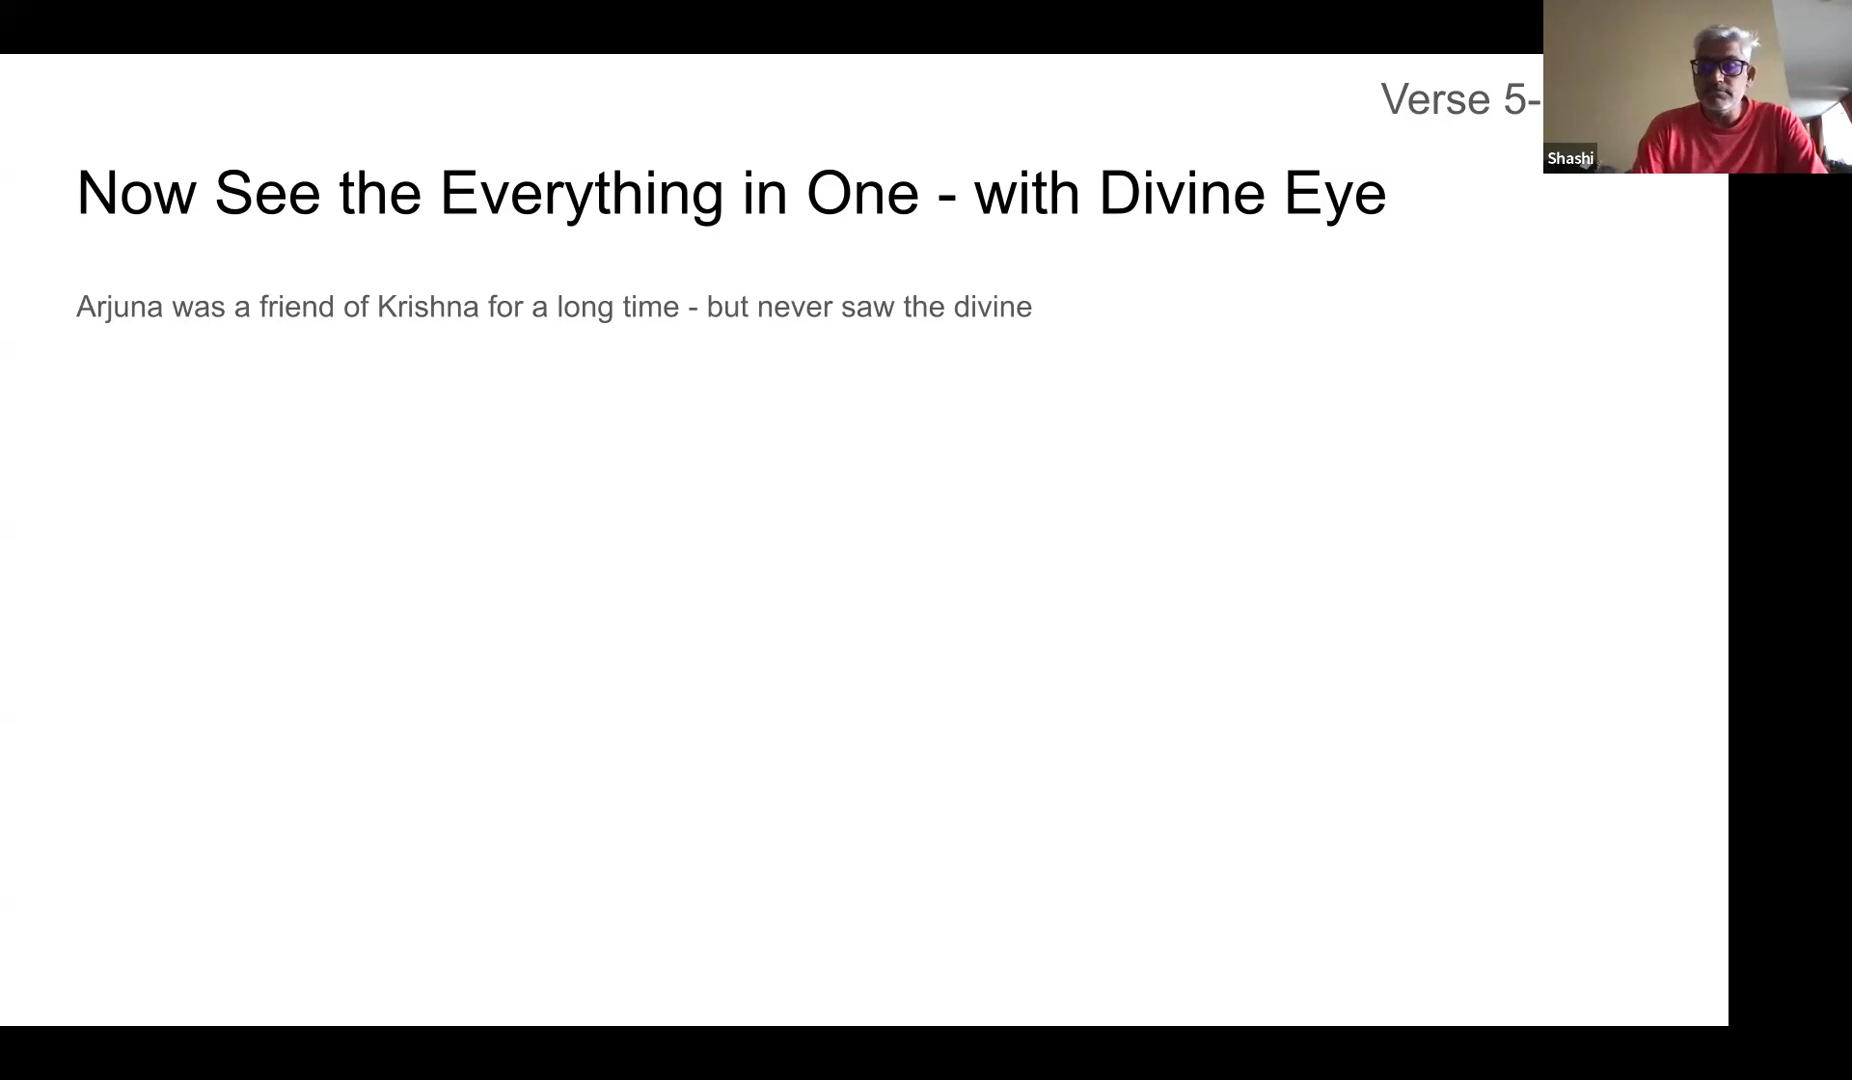 Verse 5-
Shashi
Now See the Everything in One - with Divine Eye
Arjuna was a friend of Krishna for a long time - but never saw the divine